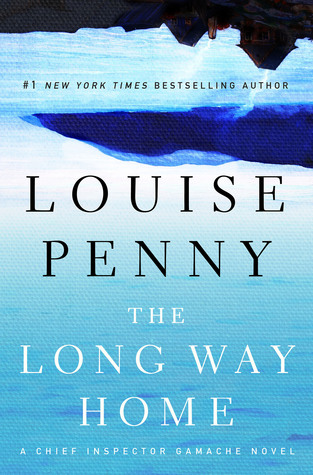 #1 NEW YORK TIMES BESTSELLING AUTHOR
LOUISE
PENNY
THE
LONG WAY
HOME
A CHIEF INSPECTOR GAMACHE NOVEL